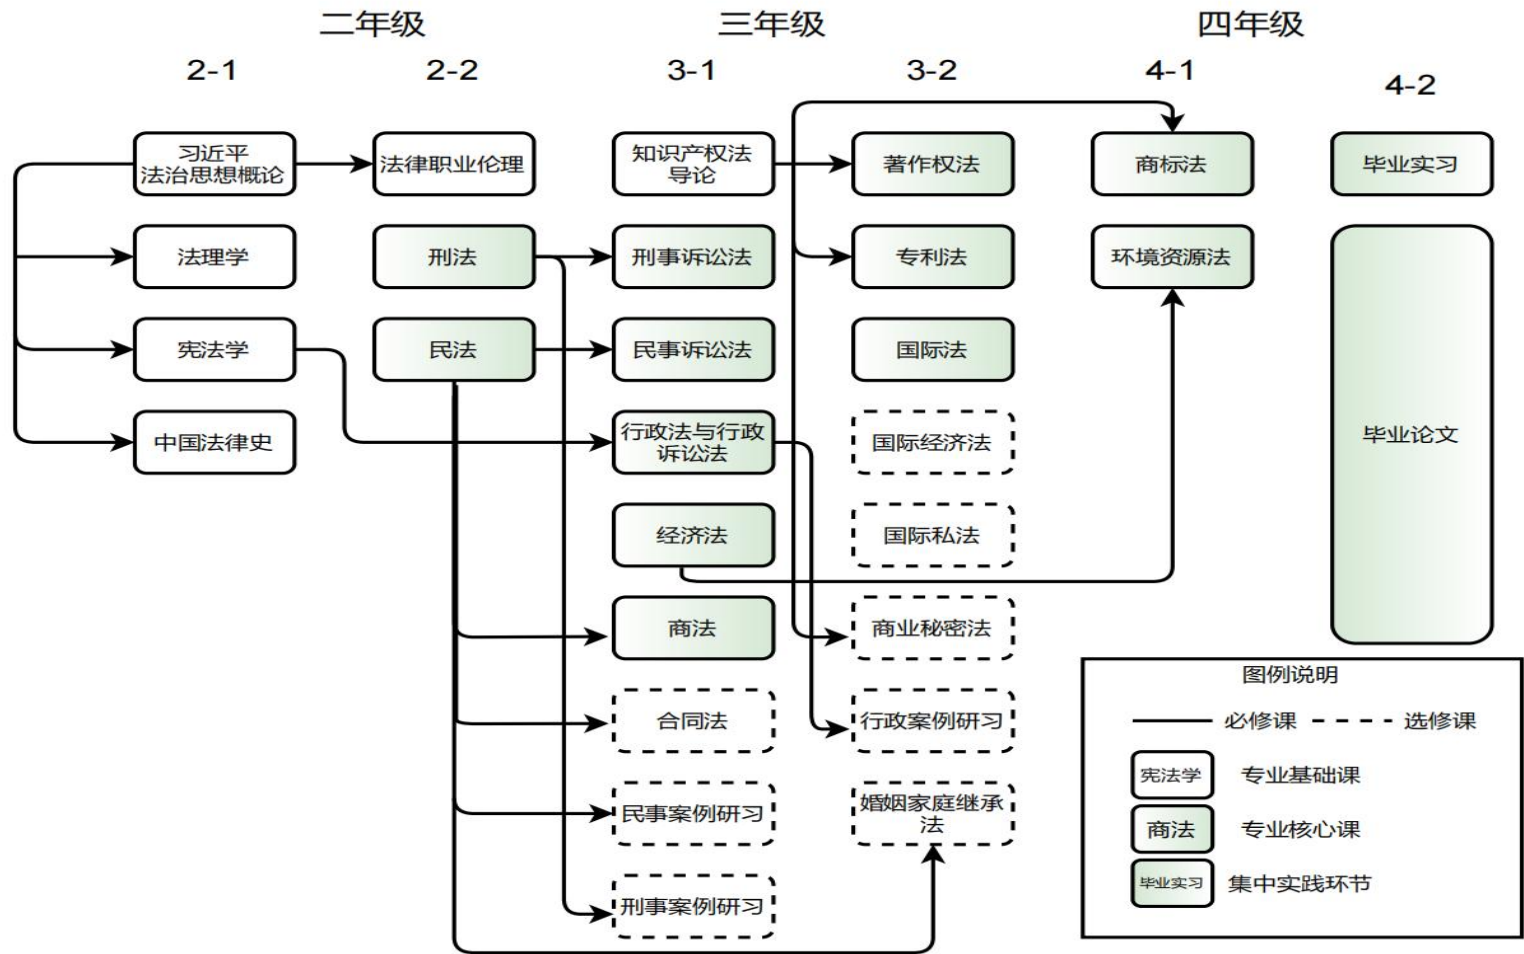 二年级
三年级
四年级
2-1
2-2
3-1
3-2
4-1
4-2
习近平
法治思想概论
法理学
宪法学
中国法律史
法律职业伦理
刑法
民法
知识产权法
导论
刑事诉讼法
民事诉讼法
行政法与行政
诉讼法
经济法
商法
合同法
民事案例研习
刑事案例研习
著作权法
专利法
国际法
国际经济法
国际私法
商业秘密法
行政案例研习
婚姻家庭继承
法
商标法
环境资源法
毕业实习
毕业论文
图例说明
必修课
选修课
宪法学
专业基础课
商法
专业核心课
毕业实习
集中实践环节